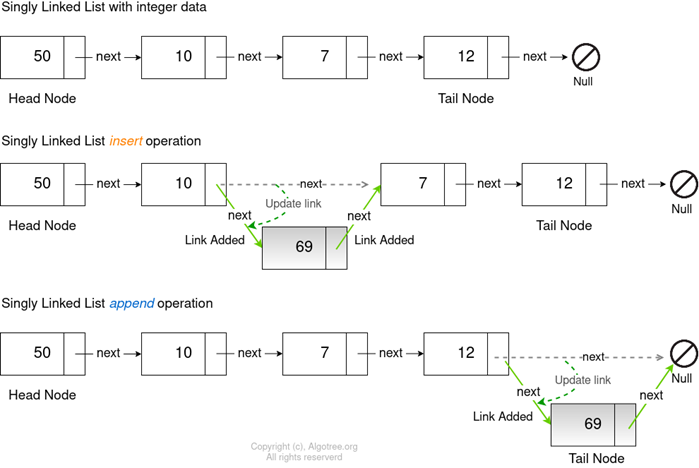 Singly Linked List with integer data
50 next 10 next 7 next 12 next
Null
Head Node Tail Node
Singly Linked List insert operation
50 10 next 7 next 12 next
Update link
Null
Head Node next next Tail Node
Link Added 69 Link Added
Singly Linked List append operation
50 next 10 next 7 next 12 next
Update link Null
Head Node next next
Link Added 69
Copyright (c), Algotree.org
All rights reserverd
Tail Node